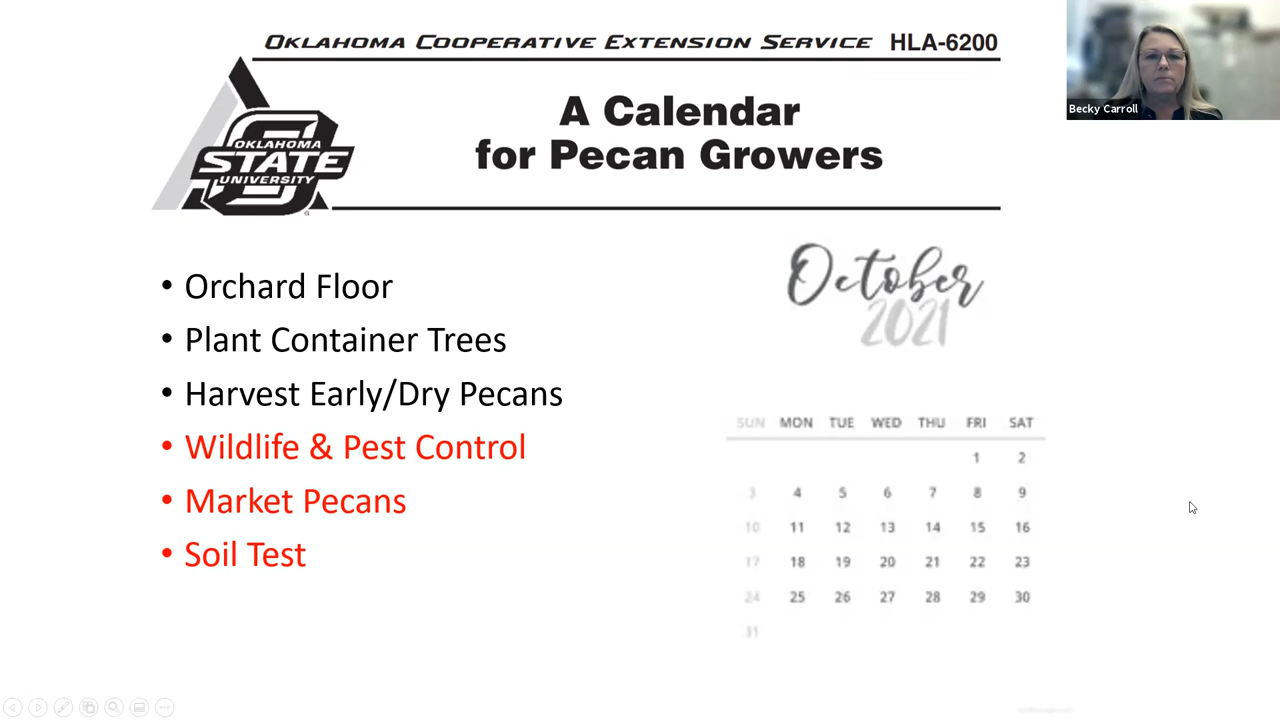 OKLAHOMA COOPERATIVE EXTENSION SERVICE HLA-6200
A Calendar
for Pecan Growers
OKLAHOMA
STATE
UNIVERSITY
Becky Carroll
• Orchard Floor
• Plant Container Trees
• Harvest Early/Dry Pecans
• Wildlife & Pest Control
• Market Pecans
• Soil Test
October
2021
SUN MON TUE WED THU FRI SAT
1 2
3 4 5 6 7 8 9
10 11 12 13 14 15 16
17 18 19 20 21 22 23
24 25 26 27 28 29 30
31